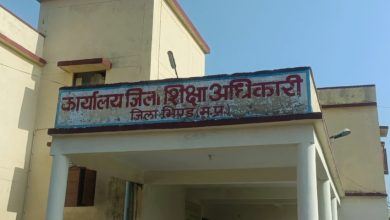 कार्यालय जिला शिक्षा अधिकारी
जिला भिण्ड म.प्र.